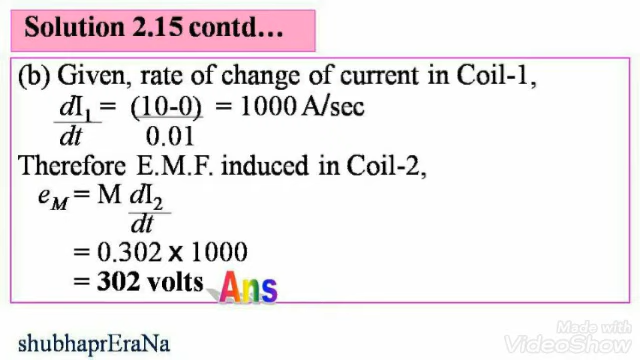 Solution 2.15 contd...
(b) Given, rate of change of current in Coil-1,
dI₁ = (10-0) = 1000 A/sec
dt 0.01
Therefore E.M.F. induced in Coil-2,
eM = M dI₂
dt
= 0.302 x 1000
= 302 volts Ans
shubhaprEraNa
Made with
VideoShow